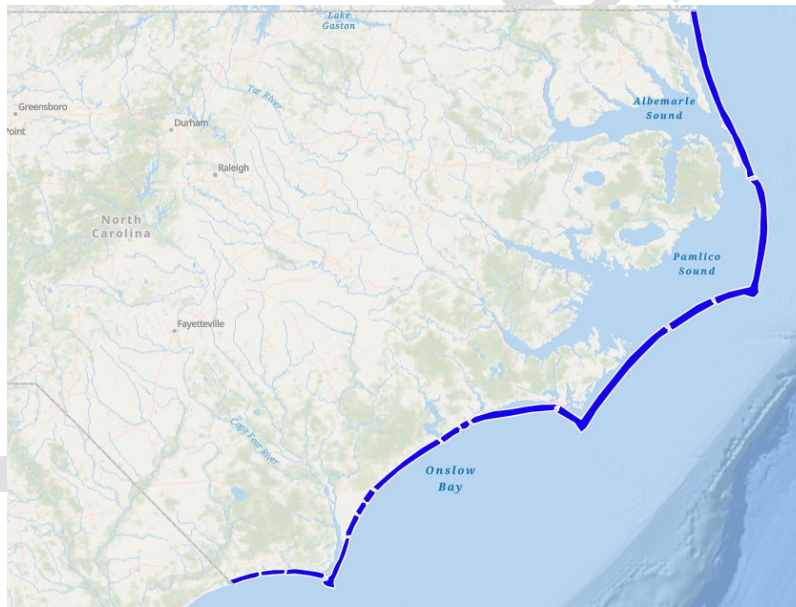 Lake
Gaston
Tar River
Greensboro
Point
Durham
Raleigh
Albemarle
Sound
North
Carolina
Pamlico
Sound
Fayetteville
Cape Fear River
Onslow
Bay